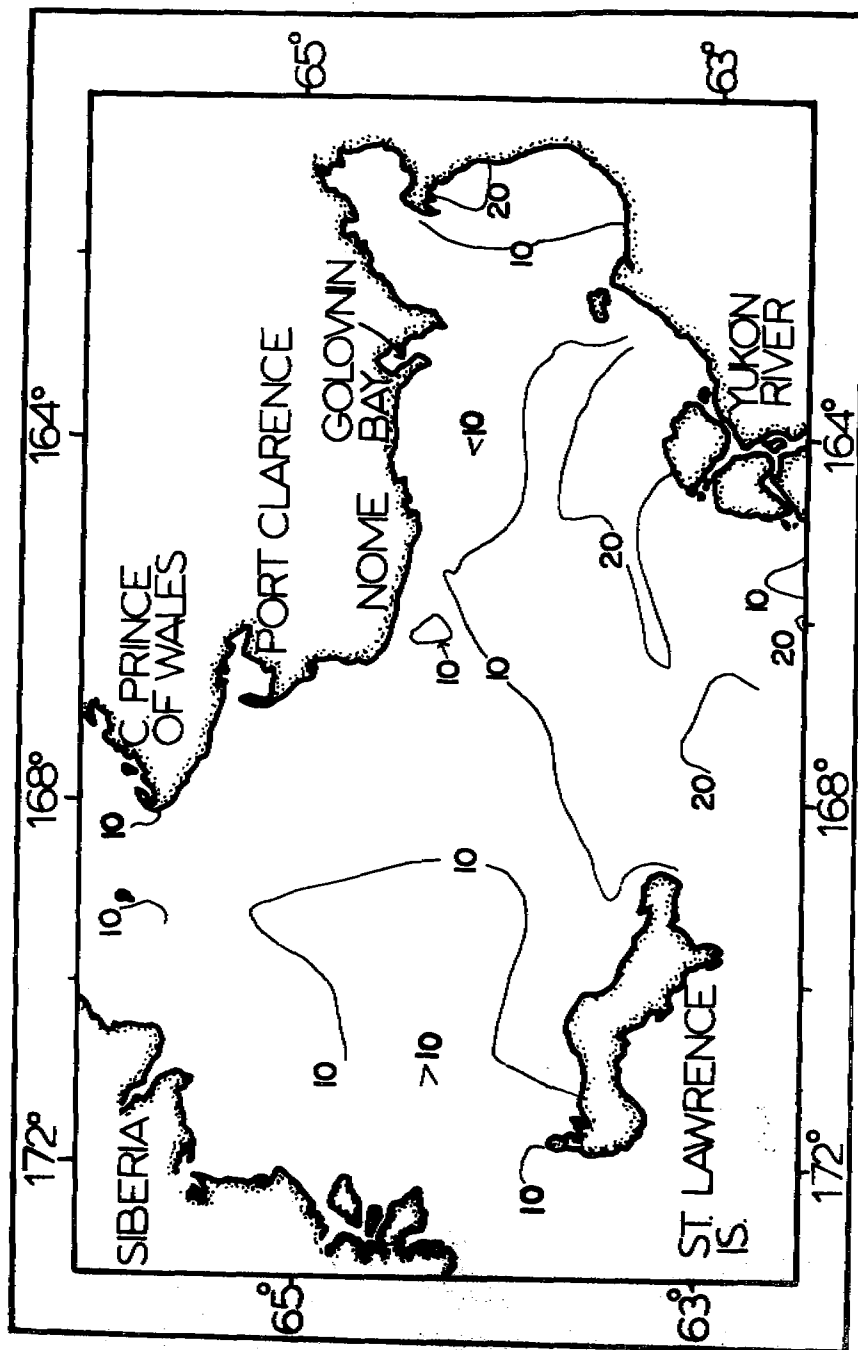 172°
168°
164°
65°
63°
65°
63°
172°
168°
164°
SIBERIA
C. PRINCE
OF WALES
PORT CLARENCE
NOME
GOLOVNIN
BAY
YUKON
RIVER
ST. LAWRENCE
IS.
10
10
10
>10
10
10
10
10
<10
10
20
20
20
20
10